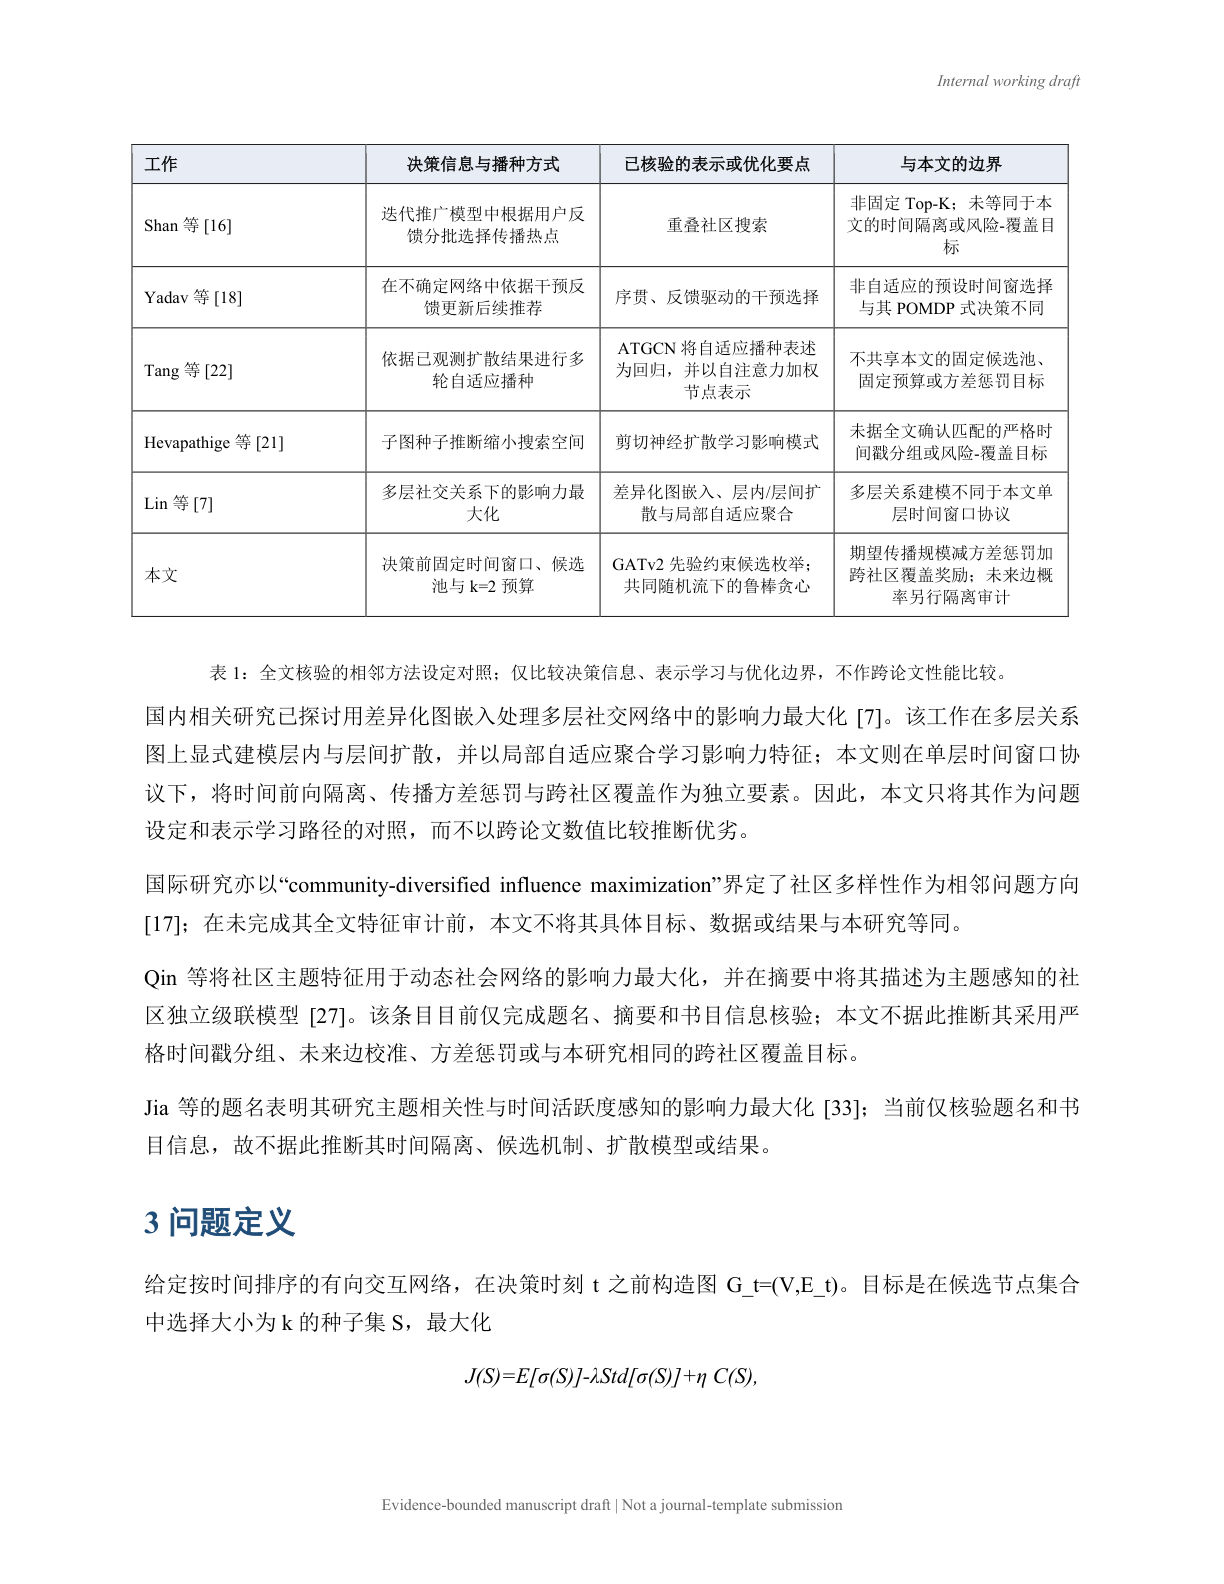 Internal working draft
工作 决策信息与播种方式 已核验的表示或优化要点 与本文的边界
Shan 等 [16] 迭代推广模型中根据用户反馈分批选择传播热点 重叠社区搜索 非固定 Top-K；未等同于本文的时间隔离或风险-覆盖目标
Yadav 等 [18] 在不确定网络中依据干预反馈更新后续推荐 序贯、反馈驱动的干预选择 非自适应的预设时间窗选择与其 POMDP 式决策不同
Tang 等 [22] 依据已观测扩散结果进行多轮自适应播种 ATGCN 将自适应播种表述为回归，并以自注意力加权节点表示 不共享本文的固定候选池、固定预算或方差惩罚目标
Hevapathige 等 [21] 子图种子推断缩小搜索空间 剪切神经扩散学习影响模式 未据全文确认匹配的严格时间戳分组或风险-覆盖目标
Lin 等 [7] 多层社交关系下的影响力最大化 差异化图嵌入、层内/层间扩散与局部自适应聚合 多层关系建模不同于本文单层时间窗口协议
本文 决策前固定时间窗口、候选池与 k=2 预算 GATv2 先验约束候选枚举；共同随机流下的鲁棒贪心 期望传播规模减方差惩罚加跨社区覆盖奖励；未来边概率另行隔离审计
表 1：全文核验的相邻方法设定对照；仅比较决策信息、表示学习与优化边界，不作跨论文性能比较。
国内相关研究已探讨用差异化图嵌入处理多层社交网络中的影响力最大化 [7]。该工作在多层关系
图上显式建模层内与层间扩散，并以局部自适应聚合学习影响力特征；本文则在单层时间窗口协
议下，将时间前向隔离、传播方差惩罚与跨社区覆盖作为独立要素。因此，本文只将其作为问题
设定和表示学习路径的对照，而不以跨论文数值比较推断优劣。
国际研究亦以“community-diversified influence maximization”界定了社区多样性作为相邻问题方向
[17]；在未完成其全文特征审计前，本文不将其具体目标、数据或结果与本研究等同。
Qin 等将社区主题特征用于动态社会网络的影响力最大化，并在摘要中将其描述为主题感知的社
区独立级联模型 [27]。该条目目前仅完成题名、摘要和书目信息核验；本文不据此推断其采用严
格时间戳分组、未来边校准、方差惩罚或与本研究相同的跨社区覆盖目标。
Jia 等的题名表明其研究主题相关性与时间活跃度感知的影响力最大化 [33]；当前仅核验题名和书
目信息，故不据此推断其时间隔离、候选机制、扩散模型或结果。
3 问题定义
给定按时间排序的有向交互网络，在决策时刻 t 之前构造图 G_t=(V,E_t)。目标是在候选节点集合
中选择大小为 k 的种子集 S，最大化
J(S)=E[σ(S)]-λStd[σ(S)]+η C(S),
Evidence-bounded manuscript draft | Not a journal-template submission